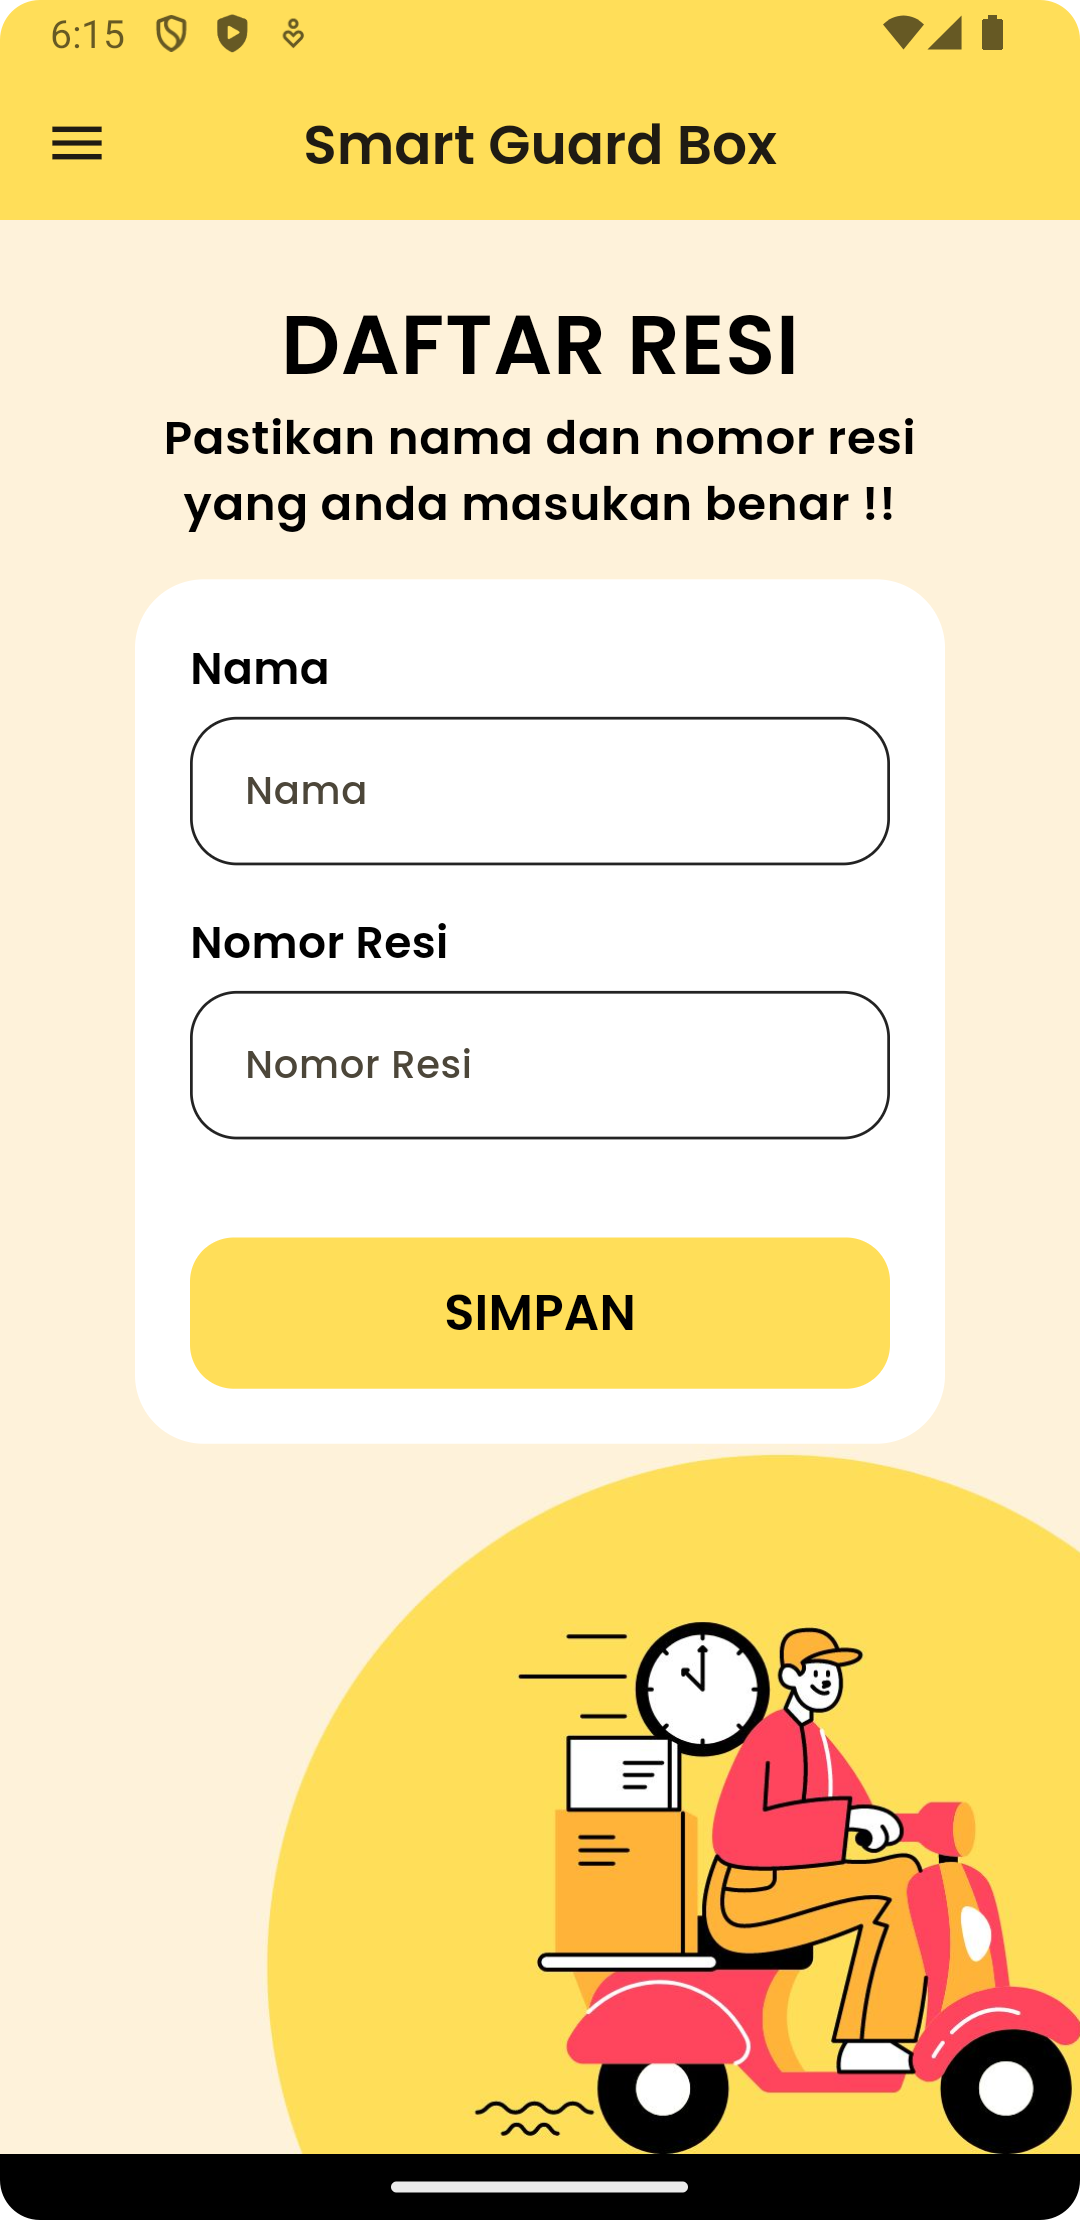 6:15
Smart Guard Box
DAFTAR RESI
Pastikan nama dan nomor resi
yang anda masukan benar !!
Nama
Nama
Nomor Resi
Nomor Resi
SIMPAN